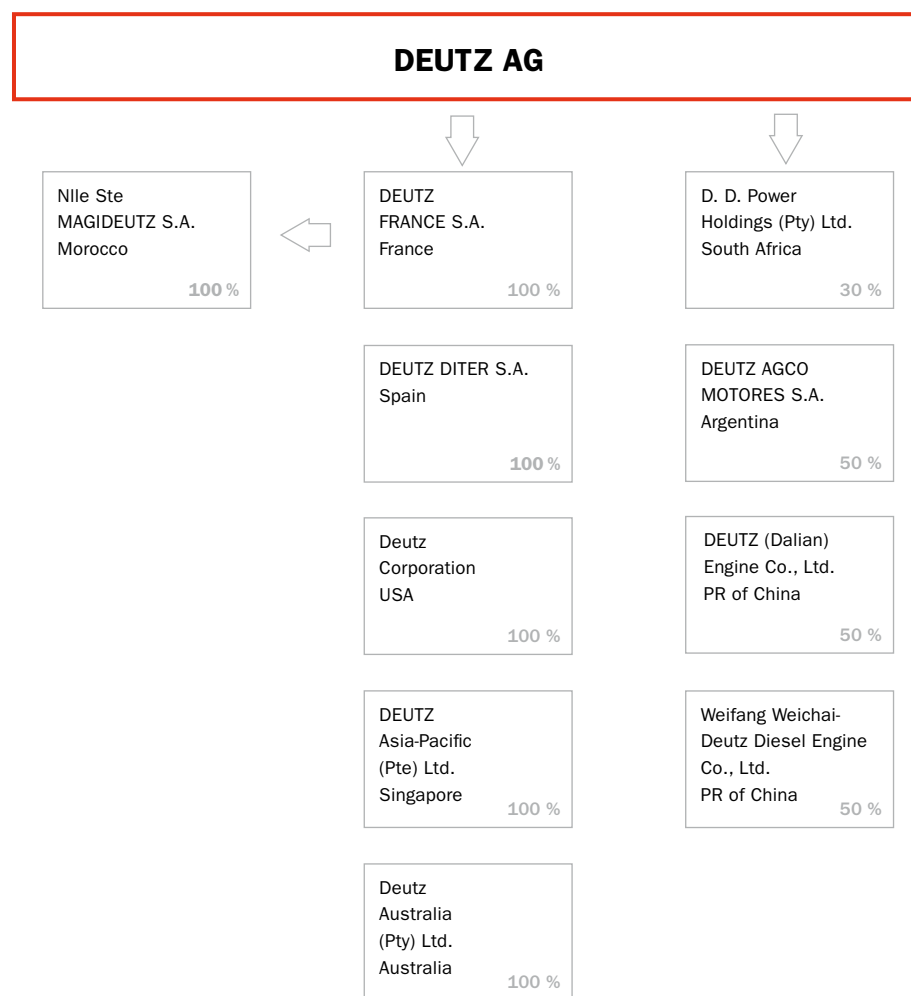 DEUTZ AG
Nlle Ste
MAGIDEUTZ S.A.
Morocco
100 %
DEUTZ
FRANCE S.A.
France
100 %
D. D. Power
Holdings (Pty) Ltd.
South Africa
30 %
DEUTZ DITER S.A.
Spain
100 %
DEUTZ AGCO
MOTORES S.A.
Argentina
50 %
Deutz
Corporation
USA
100 %
DEUTZ (Dalian)
Engine Co., Ltd.
PR of China
50 %
DEUTZ
Asia-Pacific
(Pte) Ltd.
Singapore
100 %
Weifang Weichai-
Deutz Diesel Engine
Co., Ltd.
PR of China
50 %
Deutz
Australia
(Pty) Ltd.
Australia
100 %